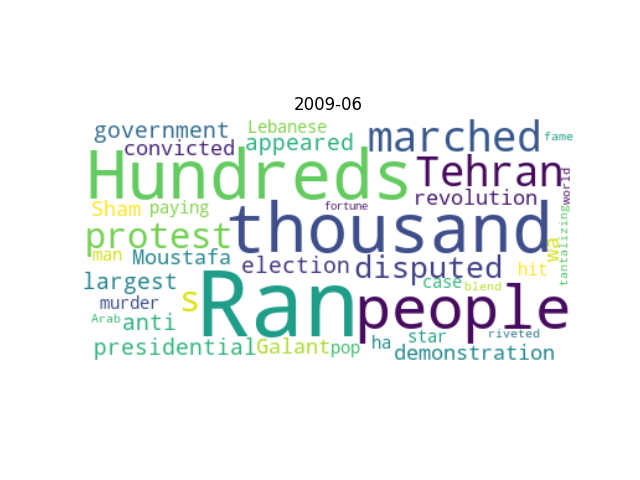 2009-06
government Lebanese marched fame
convicted appeared
Hundreds Tehran
revolution world
Sham paying fortune
protest thousand tantalizing
man Moustafa wa
largest election disputed hit
murder s Ran case blend
people
Arab anti riveted
presidential Galant pop ha star
demonstration